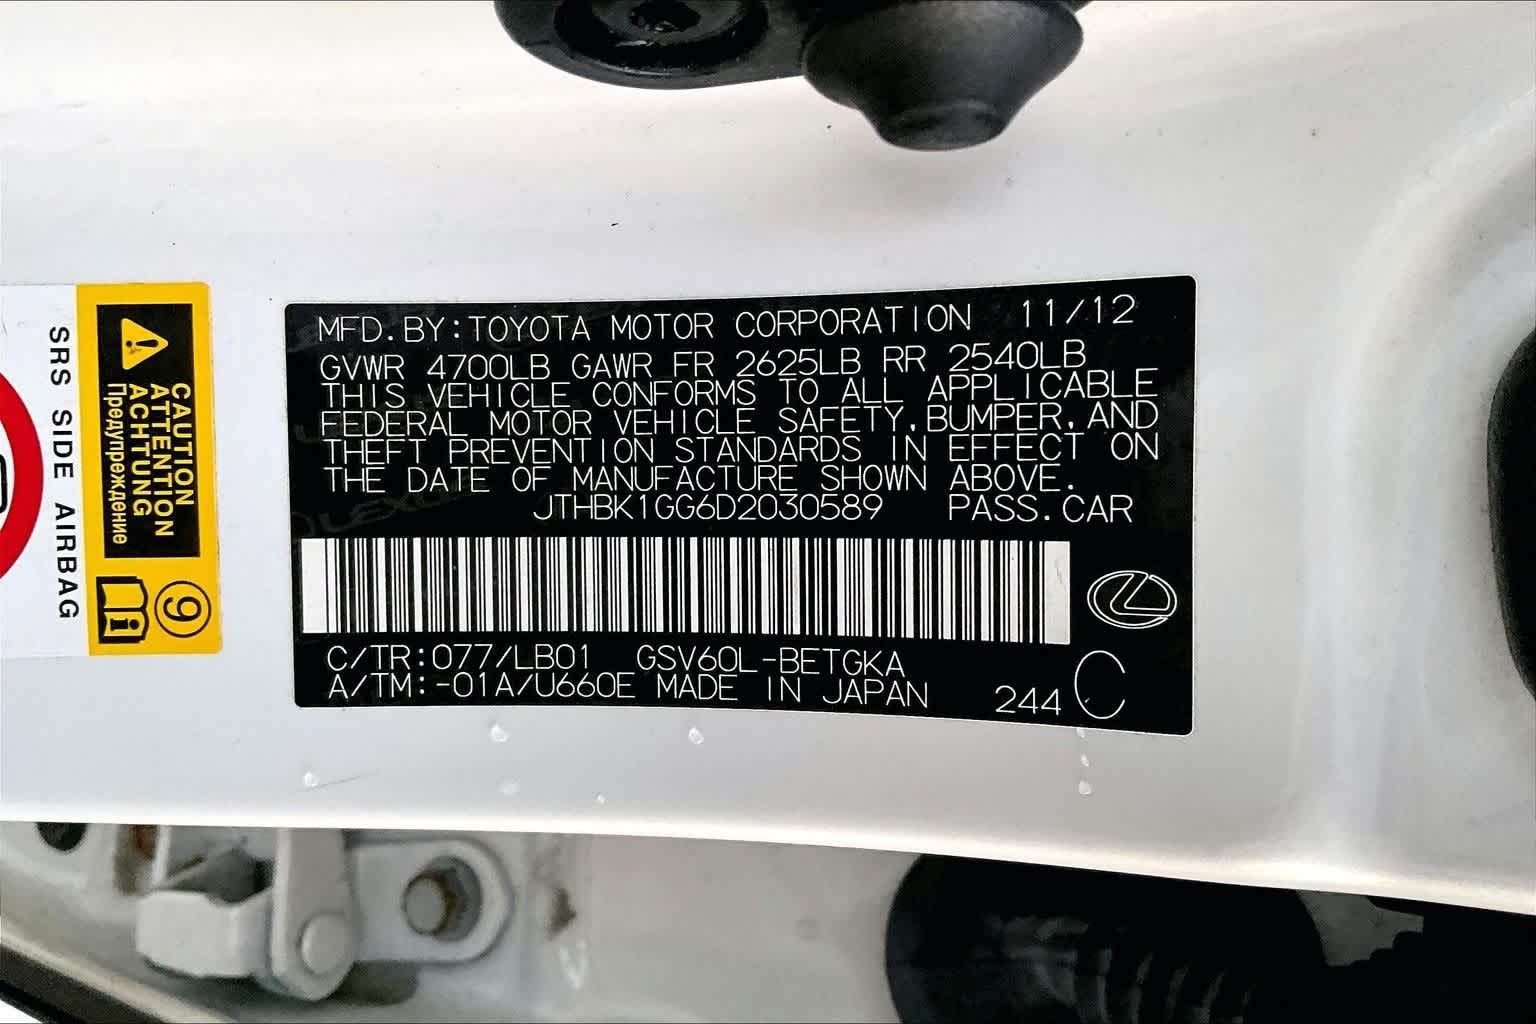 MFD.BY:TOYOTA MOTOR CORPORATION 11/12
GVWR 4700LB GAWR FR 2625LB RR 2540LB
THIS VEHICLE CONFORMS TO ALL APPLICABLE
FEDERAL MOTOR VEHICLE SAFETY,BUMPER,AND
THEFT PREVENTION STANDARDS IN EFFECT ON
THE DATE OF MANUFACTURE SHOWN ABOVE.
JTHBK1GG6D2030589 PASS.CAR
C/TR:077/LB01 GSV60L-BETGKA
A/TM:-01A/U660E MADE IN JAPAN 244 C
CAUTION
ATTENTION
ACHTUNG
Предупреждение
9
SRS SIDE AIRBAG
LEXUS